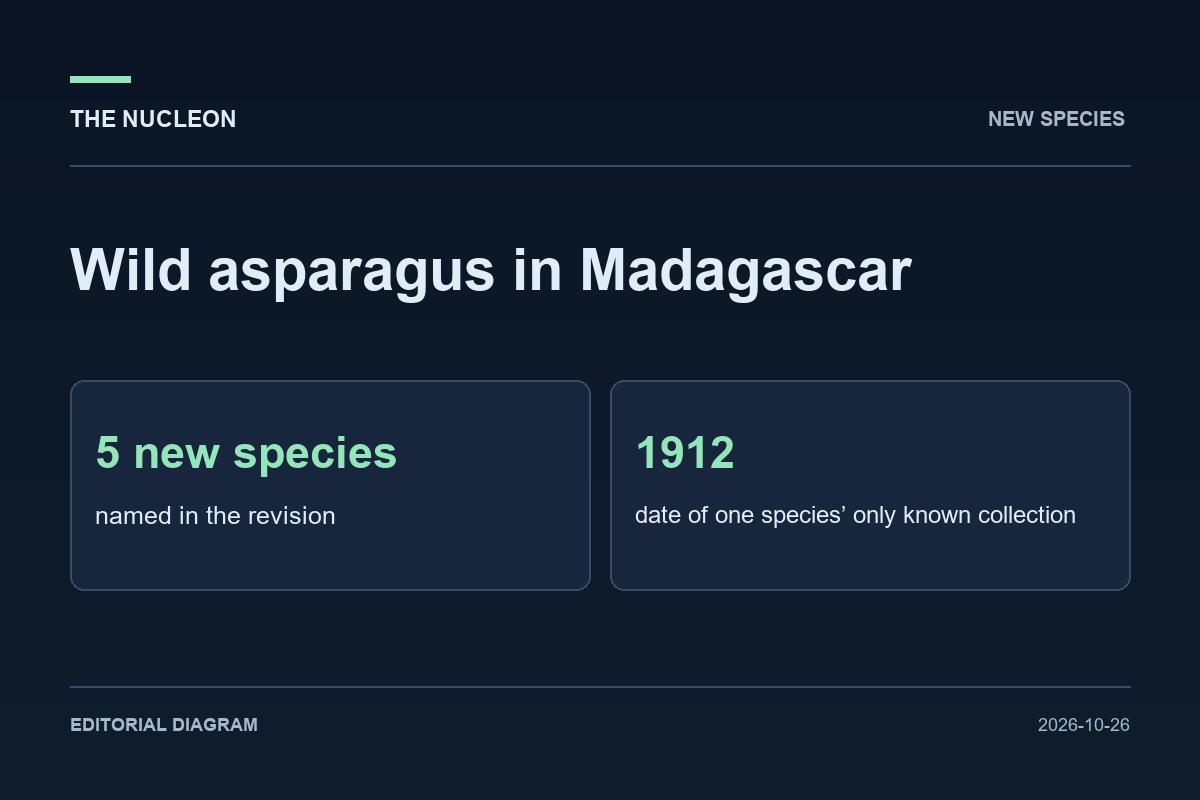 THE NUCLEON
NEW SPECIES
Wild asparagus in Madagascar
5 new species
named in the revision
1912
date of one species’ only known collection
EDITORIAL DIAGRAM
2026-10-26